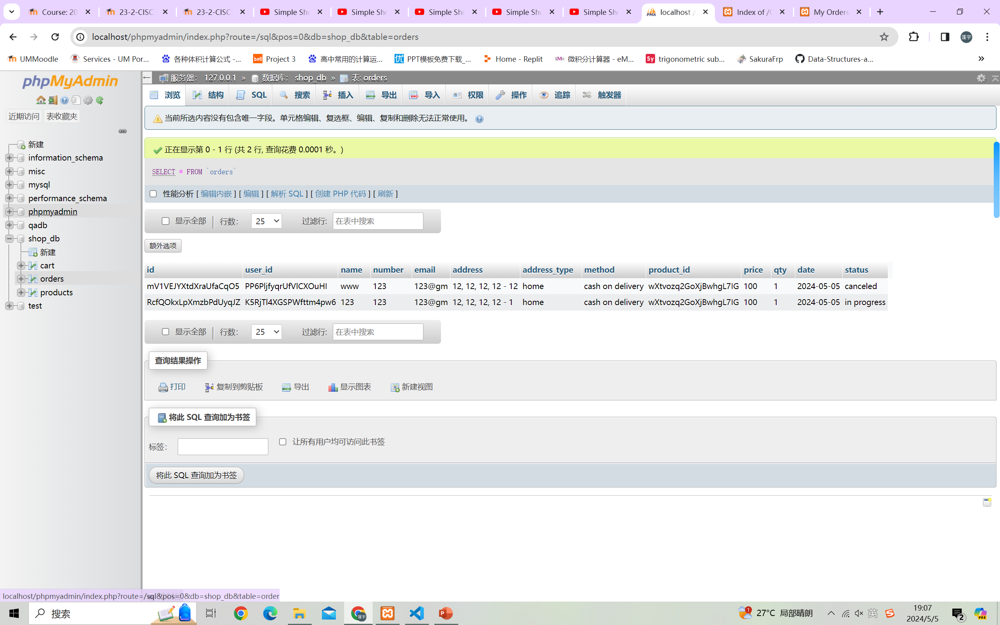 Course: 20
23-2-CISC
23-2-CISC
Simple Sho
Simple Sho
Simple Sho
Simple Sho
Simple Sho
localhost /
Index of /
My Orders
localhost/phpmyadmin/index.php?route=/sql&pos=0&db=shop_db&table=orders
蓬宇
UMMoodle
Services - UM Por...
各种体积计算公式 -...
bell Project 3
高中常用的计算运...
优 PPT模板免费下载_...
Home - Replit
微积分计算器 - eM...
Sy trigonometric sub...
SakuraFrp
Data-Structures-a...
phpMyAdmin
近期访问 表收藏夹
新建
information_schema
misc
mysql
performance_schema
phpmyadmin
qadb
shop_db
新建
cart
orders
products
test
服务器: 127.0.0.1 » 数据库: shop_db » 表: orders
浏览 结构 SQL 搜索 插入 导出 导入 权限 操作 追踪 触发器
当前所选内容没有包含唯一字段。单元格编辑、复选框、编辑、复制和删除无法正常使用。
正在显示第 0 - 1 行 (共 2 行, 查询花费 0.0001 秒。)
SELECT * FROM `orders`
性能分析 [ 编辑内嵌 ] [ 编辑 ] [ 解析 SQL ] [ 创建 PHP 代码 ] [ 刷新 ]
显示全部 行数: 25 过滤行: 在表中搜索
额外选项
id user_id name number email address address_type method product_id price qty date status
mV1VEJYXtdXraUfaCqO5 PP6PljfyqrUfVlCXOuHI www 123 123@gm 12, 12, 12, 12 - 12 home cash on delivery wXtvozq2GoXjBwhgL7IG 100 1 2024-05-05 canceled
RcfQOkxLpXmzbPdUyqJZ K5RjTl4XGSPWfttm4pw6 123 123 123@gm 12, 12, 12, 12 - 1 home cash on delivery wXtvozq2GoXjBwhgL7IG 100 1 2024-05-05 in progress
显示全部 行数: 25 过滤行: 在表中搜索
查询结果操作
打印 复制到剪贴板 导出 显示图表 新建视图
将此 SQL 查询加为书签
标签: 让所有用户均可访问此书签
将此 SQL 查询加为书签
localhost/phpmyadmin/index.php?route=/sql&pos=0&db=shop_db&table=order
搜索
1 27°C 局部晴朗
英
19:07
2024/5/5
2
PRE